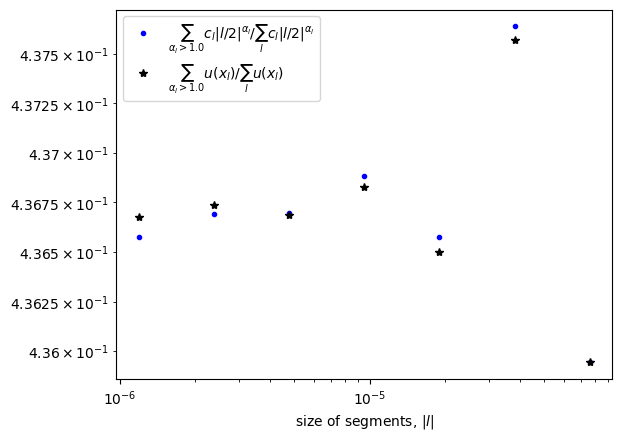 ∑ c_l|l/2|^{α_l}/∑ c_l|l/2|^{α_l}
α_l>1.0 l
∑ u(x_l)/∑ u(x_l)
α_l>1.0 l
4.375 × 10⁻¹
4.3725 × 10⁻¹
4.37 × 10⁻¹
4.3675 × 10⁻¹
4.365 × 10⁻¹
4.3625 × 10⁻¹
4.36 × 10⁻¹
10⁻⁶ 10⁻⁵
size of segments, |l|